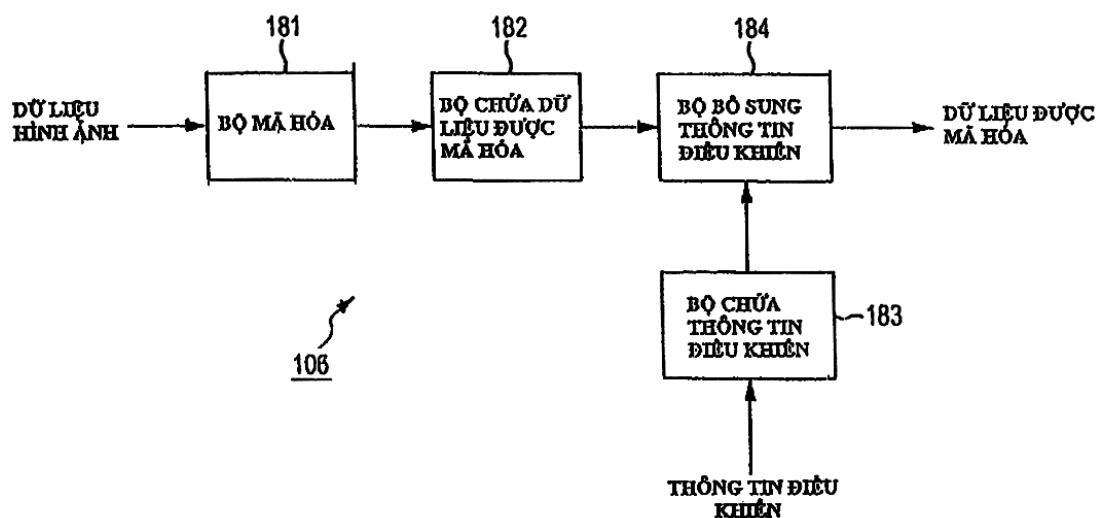 181
182
184
DỮ LIỆU
HÌNH ẢNH
BỘ MÃ HÓA
BỘ CHỨA DỮ
LIỆU ĐƯỢC
MÃ HÓA
BỘ BỔ SUNG
THÔNG TIN
ĐIỀU KHIỂN
DỮ LIỆU ĐƯỢC
MÃ HÓA
BỘ CHỨA
THÔNG TIN
ĐIỀU KHIỂN
183
106
THÔNG TIN ĐIỀU
KHIỂN